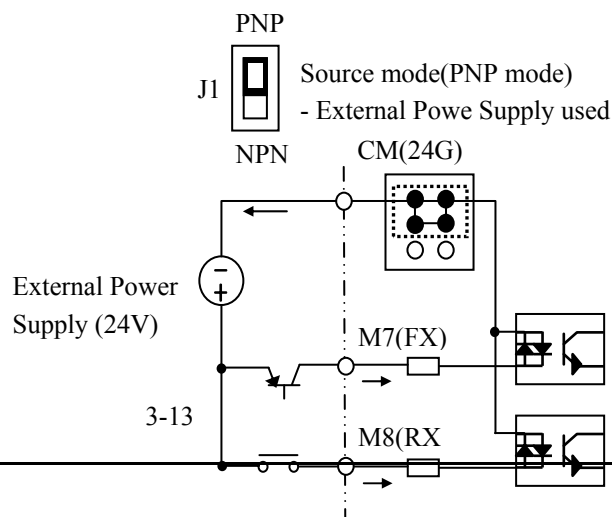 PNP
J1
Source mode(PNP mode)
- External Powe Supply used
NPN
CM(24G)
External Power
Supply (24V)
M7(FX)
3-13
M8(RX